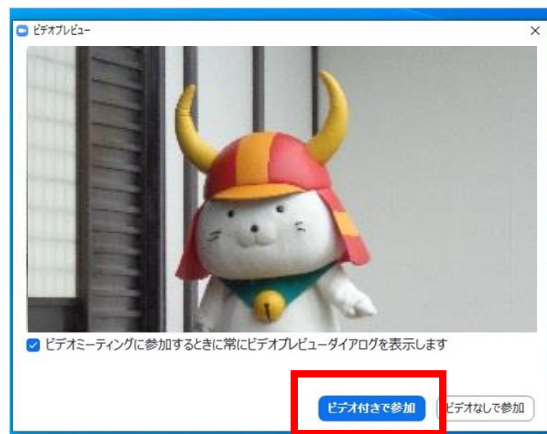 ビデオプレビュー
ビデオミーティングに参加するときに常にビデオプレビューダイアログを表示します
ビデオ付きで参加
ビデオなしで参加